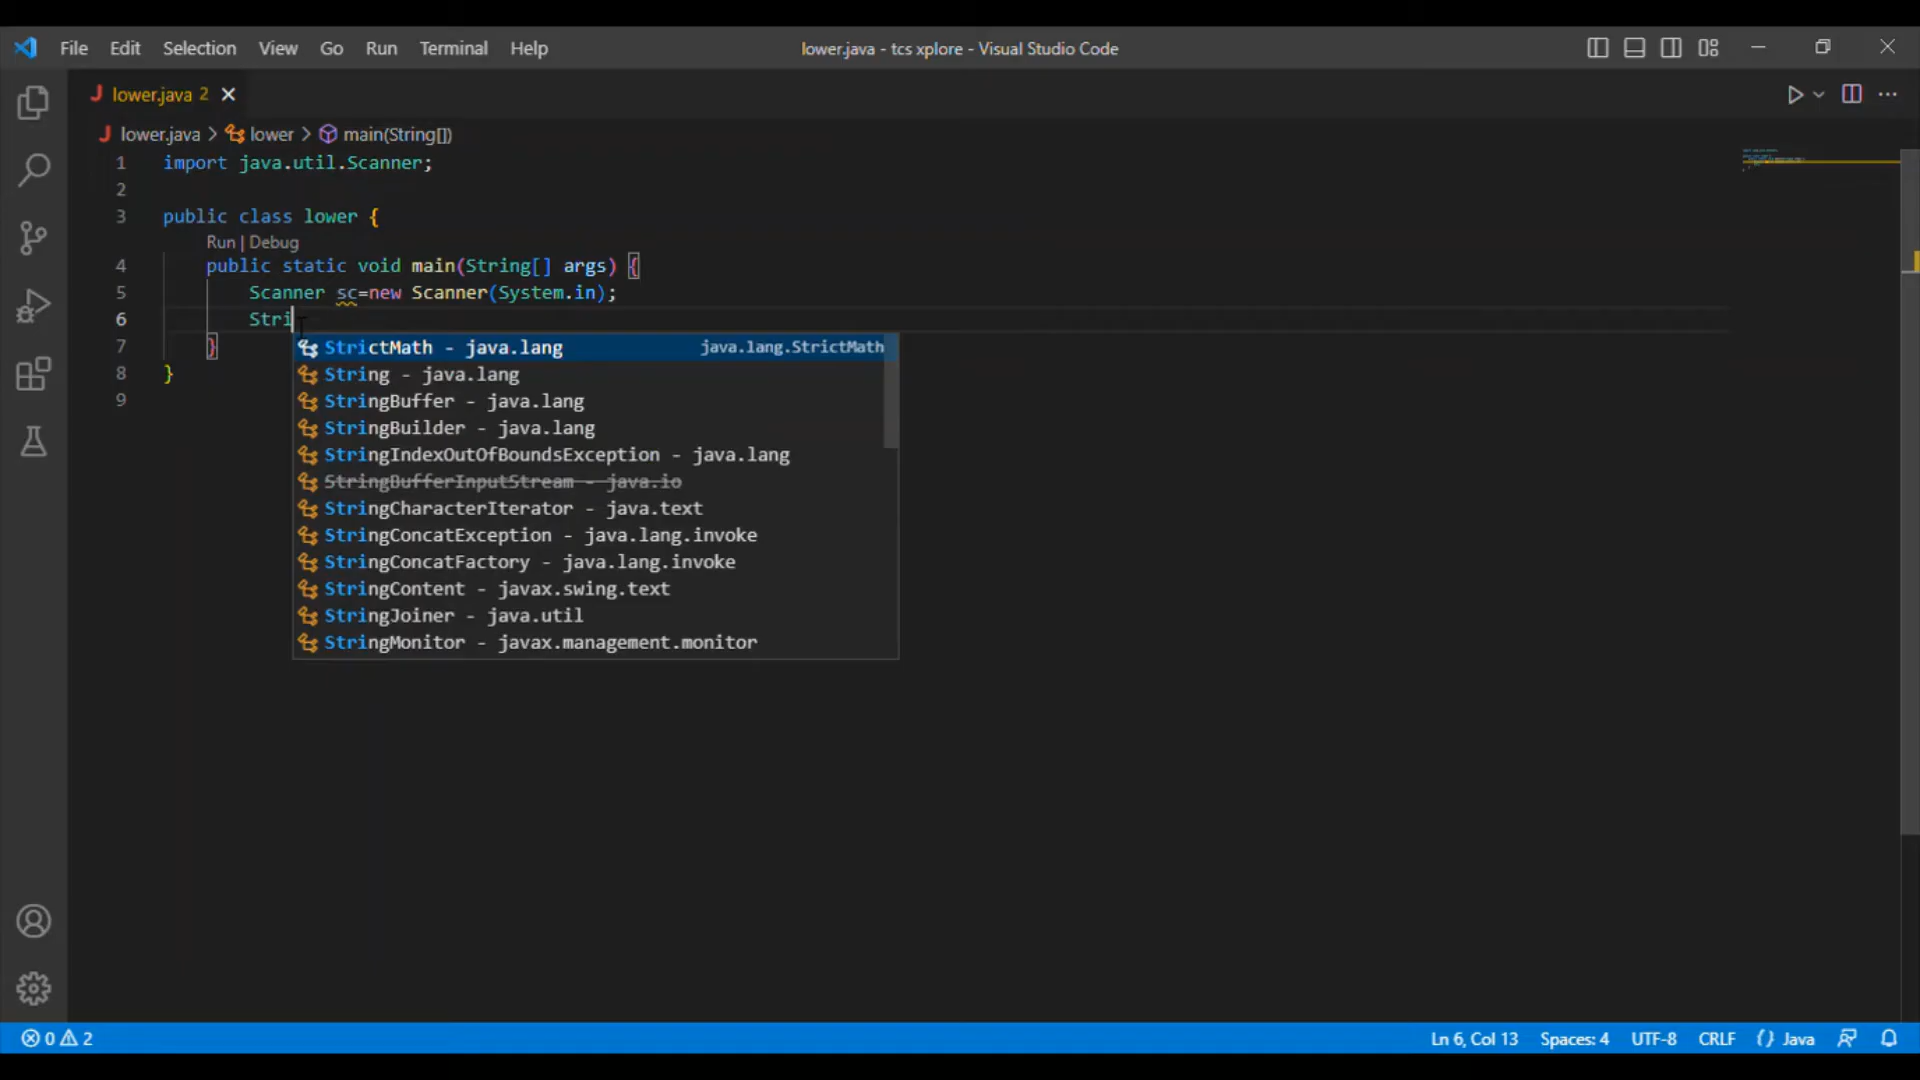 File Edit Selection View Go Run Terminal Help lower.java - tcs xplore - Visual Studio Code
lower.java 2
lower.java > lower > main(String[])
1 import java.util.Scanner;
2
3 public class lower {
Run | Debug
4 public static void main(String[] args) {
5 Scanner sc=new Scanner(System.in);
6 Stri
7 }
8 }
9
StrictMath - java.lang java.lang.StrictMath
String - java.lang
StringBuffer - java.lang
StringBuilder - java.lang
StringIndexOutOfBoundsException - java.lang
StringBufferInputStream - java.io
StringCharacterIterator - java.text
StringConcatException - java.lang.invoke
StringConcatFactory - java.lang.invoke
StringContent - javax.swing.text
StringJoiner - java.util
StringMonitor - javax.management.monitor
0 2 Ln 6, Col 13 Spaces: 4 UTF-8 CRLF {} Java